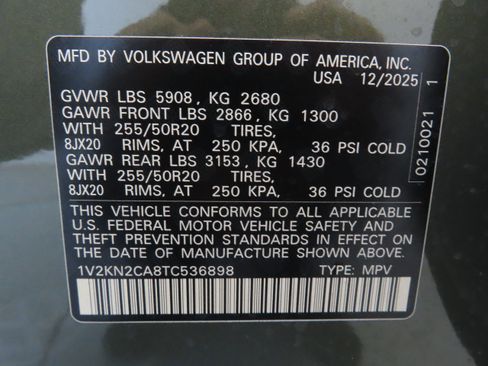 MFD BY VOLKSWAGEN GROUP OF AMERICA, INC.
USA 12/2025
GVWR LBS 5908, KG 2680
GAWR FRONT LBS 2866, KG 1300
WITH 255/50R20 TIRES,
8JX20 RIMS, AT 250 KPA, 36 PSI COLD
GAWR REAR LBS 3153, KG 1430
WITH 255/50R20 TIRES,
8JX20 RIMS, AT 250 KPA, 36 PSI COLD
THIS VEHICLE CONFORMS TO ALL APPLICABLE
U.S. FEDERAL MOTOR VEHICLE SAFETY AND
THEFT PREVENTION STANDARDS IN EFFECT ON
THE DATE OF MANUFACTURE SHOWN ABOVE.
1V2KN2CA8TC536898 TYPE: MPV
0210021 1